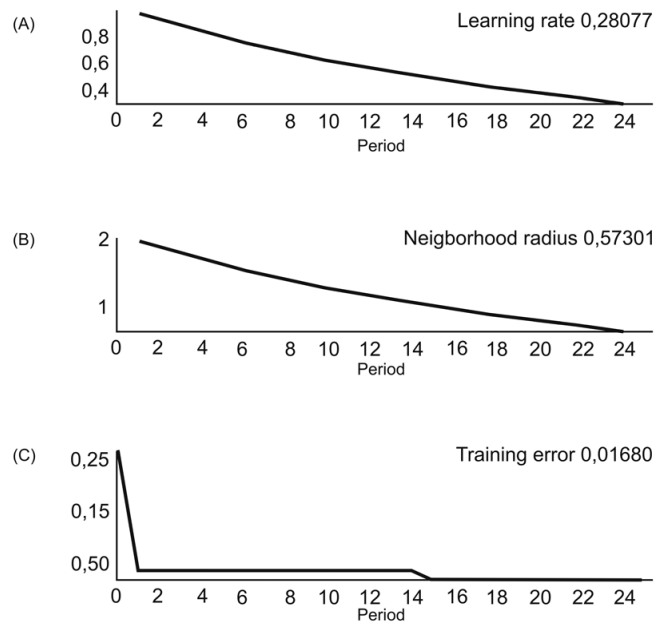 (A)
Learning rate 0,28077
0,8
0,6
0,4
0 2 4 6 8 10 12 14 16 18 20 22 24
Period
(B)
Neigborhood radius 0,57301
2
1
0 2 4 6 8 10 12 14 16 18 20 22 24
Period
(C)
Training error 0,01680
0,25
0,15
0,50
0 2 4 6 8 10 12 14 16 18 20 22 24
Period